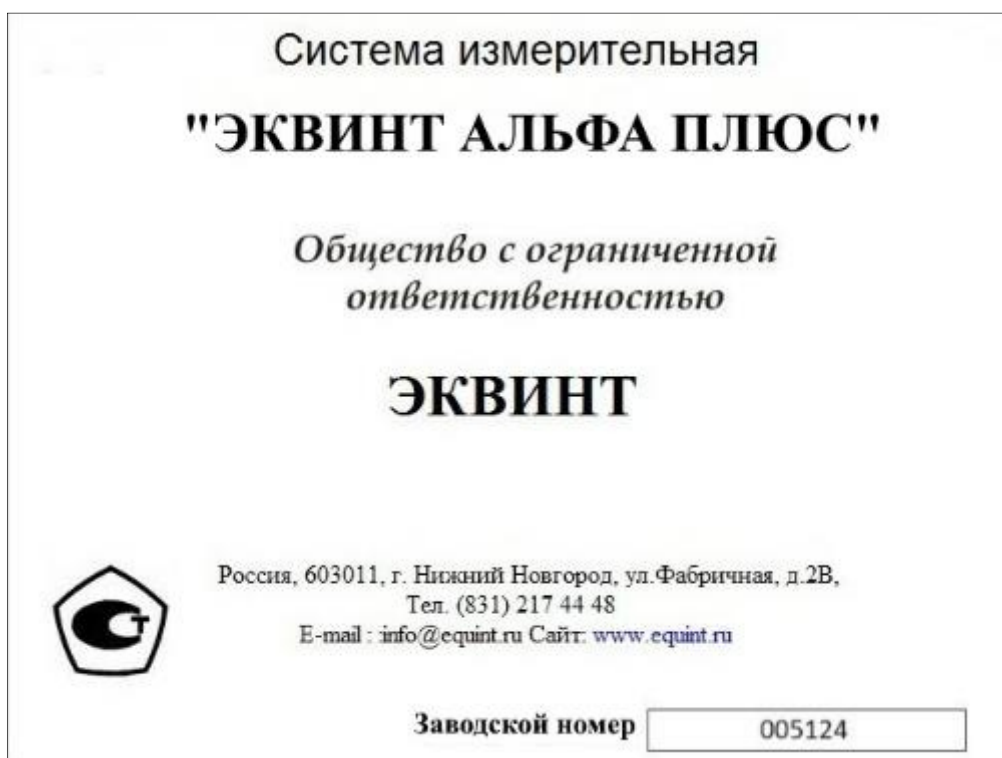 Система измерительная
"ЭКВИНТ АЛЬФА ПЛЮС"
Общество с ограниченной
ответственностью
ЭКВИНТ
Россия, 603011, г. Нижний Новгород, ул.Фабричная, д.2В,
Тел. (831) 217 44 48
E-mail : info@equint.ru Сайт: www.equint.ru
СТ
Заводской номер 005124